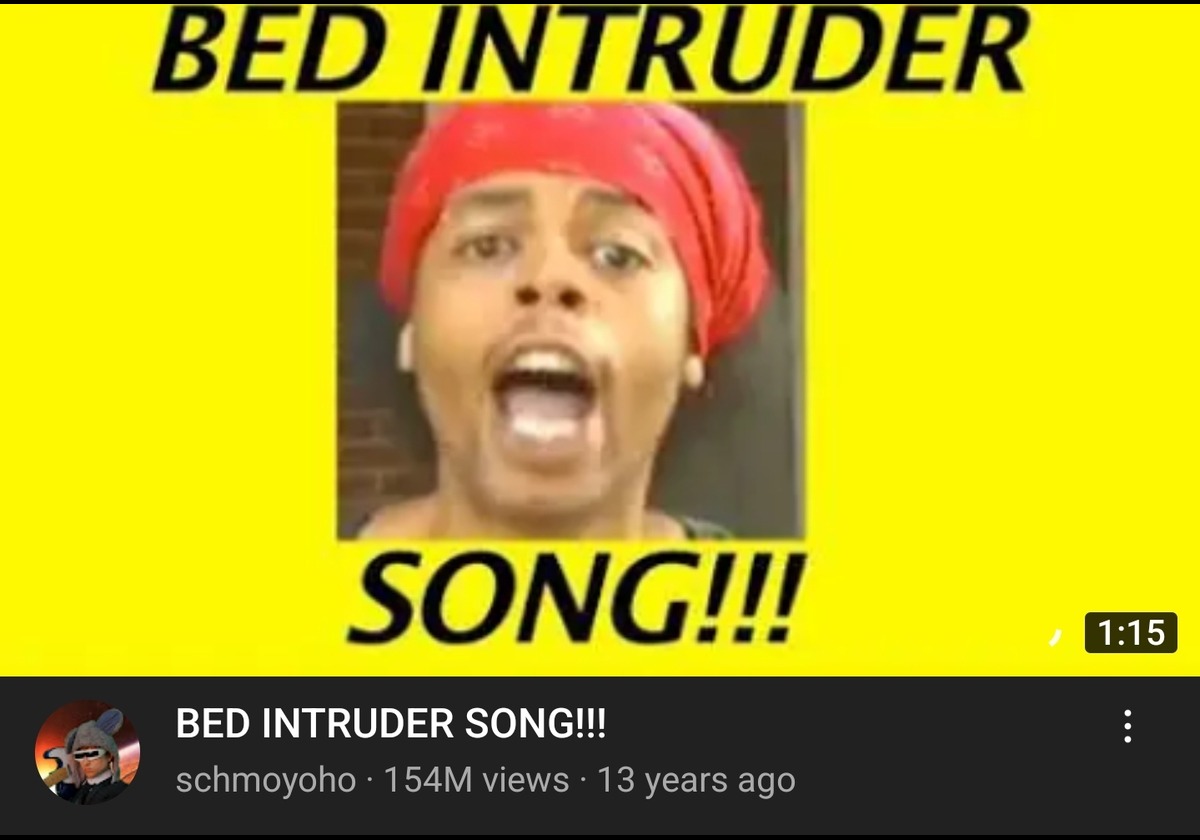 BED INTRUDER
SONG!!!
1:15
BED INTRUDER SONG!!!
schmoyoho · 154M views · 13 years ago